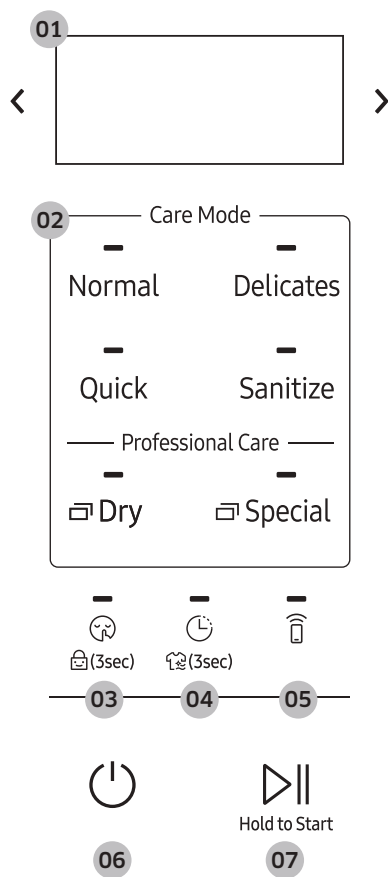 01
02 Care Mode
Normal Delicates
Quick Sanitize
Professional Care
Dry Special
(3sec) (3sec)
03 04 05
Hold to Start
06 07